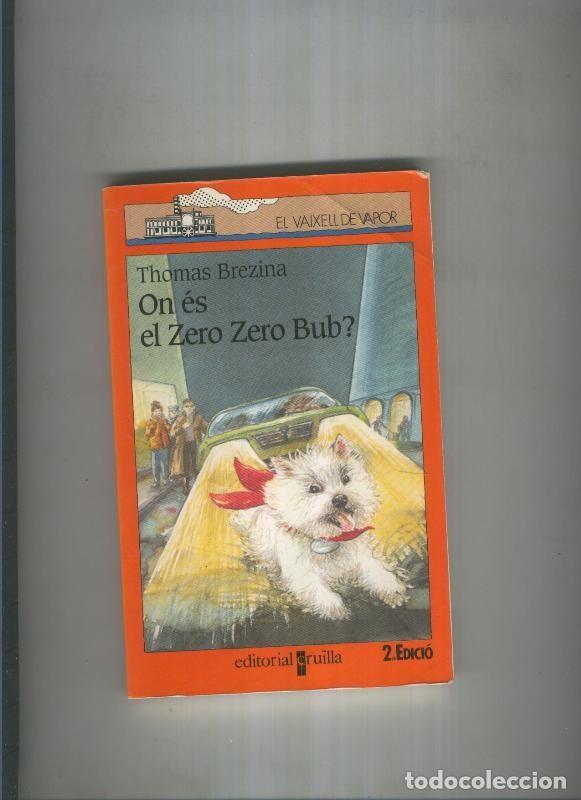 EL VAIXELL DE VAPOR
Thomas Brezina
On és
el Zero Zero Bub?
editorial cruïlla
2.a EDICIÓ
todocoleccion